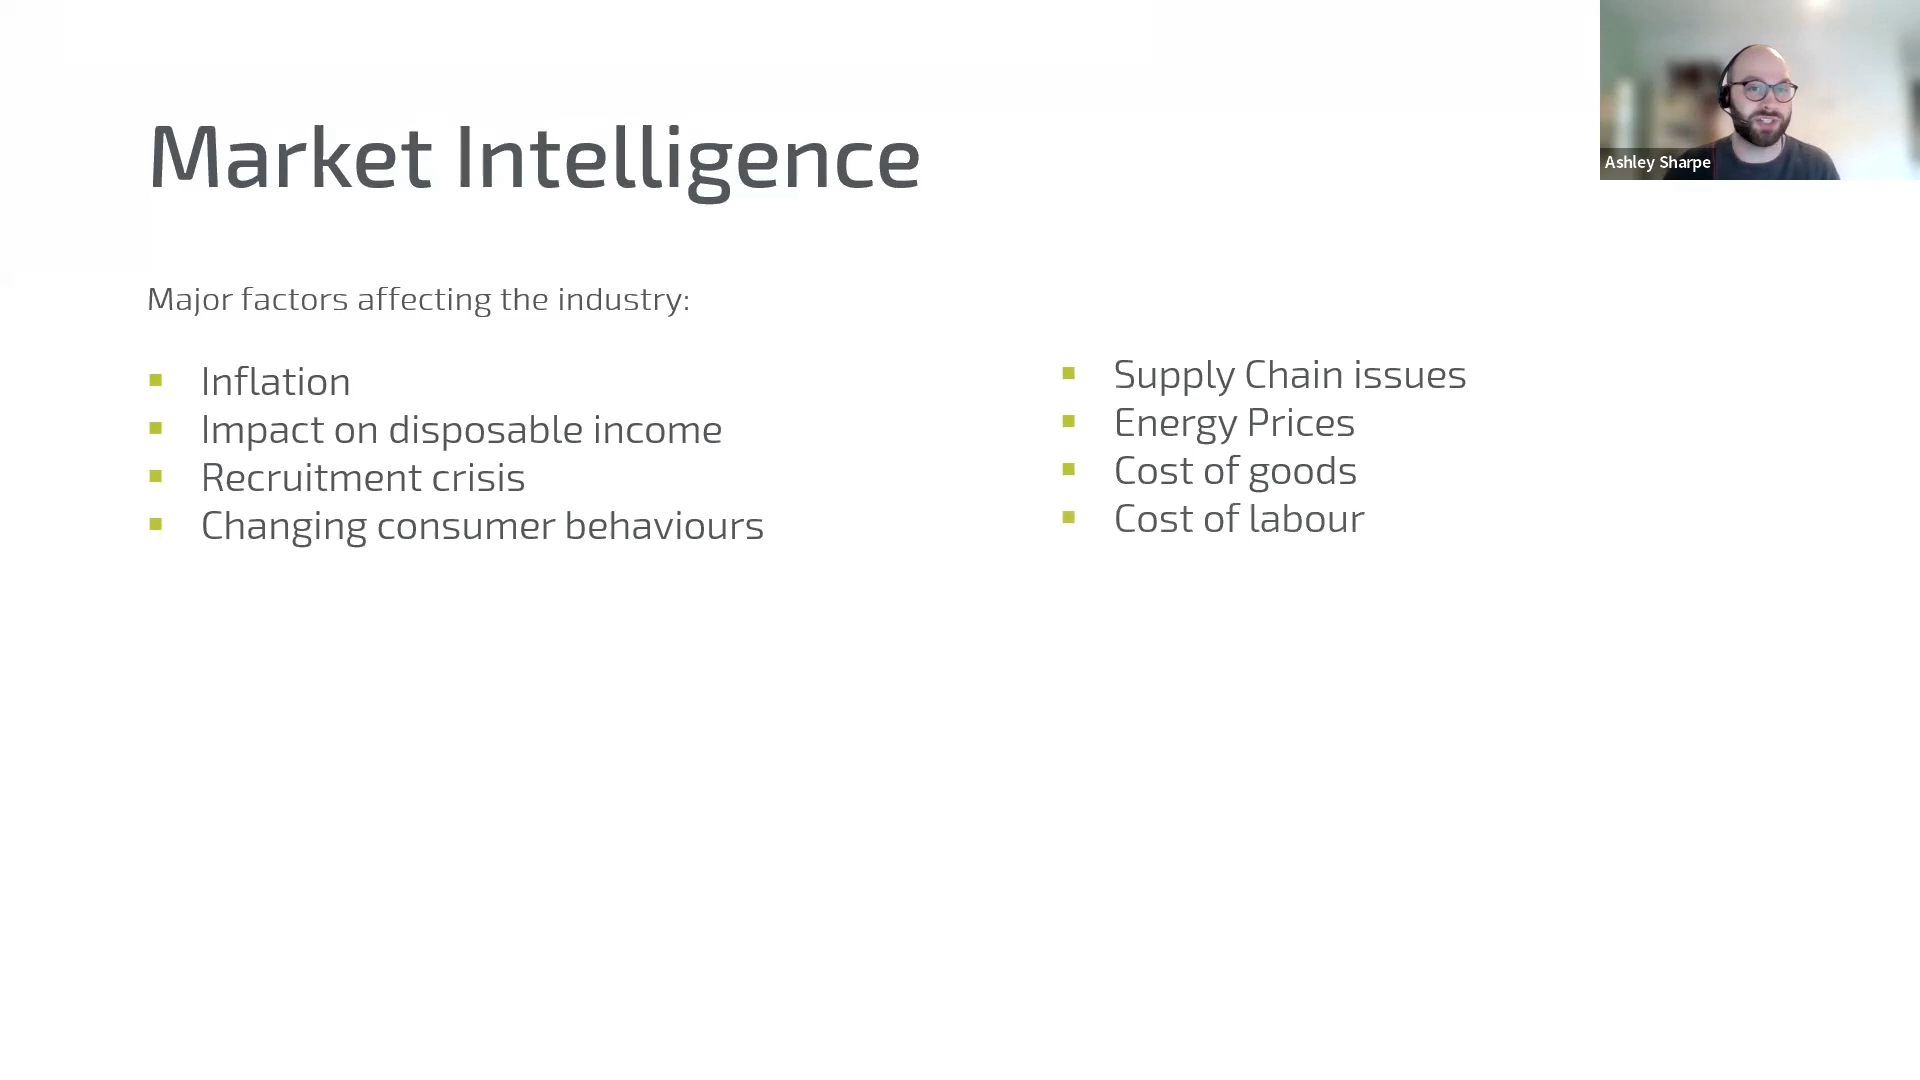 Market Intelligence
Ashley Sharpe
Major factors affecting the industry:
Inflation
Impact on disposable income
Recruitment crisis
Changing consumer behaviours
Supply Chain issues
Energy Prices
Cost of goods
Cost of labour